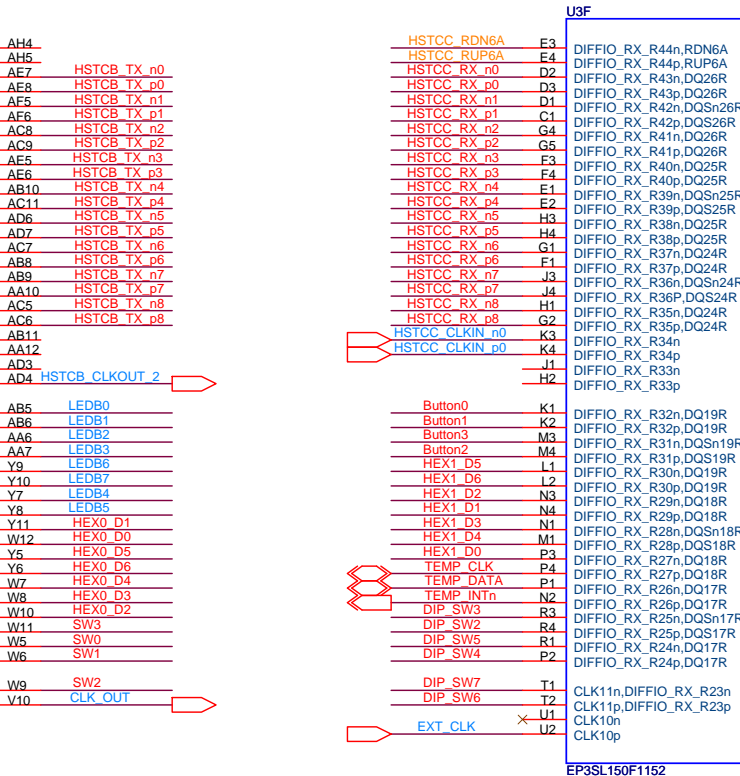 U3F
AH4
AH5
AE7 HSTCB_TX_n0
AE8 HSTCB_TX_p0
AF5 HSTCB_TX_n1
AF6 HSTCB_TX_p1
AC8 HSTCB_TX_n2
AC9 HSTCB_TX_p2
AE5 HSTCB_TX_n3
AE6 HSTCB_TX_p3
AB10 HSTCB_TX_n4
AC11 HSTCB_TX_p4
AD6 HSTCB_TX_n5
AD7 HSTCB_TX_p5
AC7 HSTCB_TX_n6
AB8 HSTCB_TX_p6
AB9 HSTCB_TX_n7
AA10 HSTCB_TX_p7
AC5 HSTCB_TX_n8
AC6 HSTCB_TX_p8
AB11
AA12
AD3
AD4 HSTCB_CLKOUT_2
AB5 LEDB0
AB6 LEDB1
AA6 LEDB2
AA7 LEDB3
Y9 LEDB6
Y10 LEDB7
Y7 LEDB4
Y8 LEDB5
Y11 HEX0_D1
W12 HEX0_D0
Y5 HEX0_D5
Y6 HEX0_D6
W7 HEX0_D4
W8 HEX0_D3
W10 HEX0_D2
W11 SW3
W5 SW0
W6 SW1
W9 SW2
V10 CLK_OUT
HSTCC_RDN6A E3 DIFFIO_RX_R44n,RDN6A
HSTCC_RUP6A E4 DIFFIO_RX_R44p,RUP6A
HSTCC_RX_n0 D2 DIFFIO_RX_R43n,DQ26R
HSTCC_RX_p0 D3 DIFFIO_RX_R43p,DQ26R
HSTCC_RX_n1 D1 DIFFIO_RX_R42n,DQSn26R
HSTCC_RX_p1 C1 DIFFIO_RX_R42p,DQS26R
HSTCC_RX_n2 G4 DIFFIO_RX_R41n,DQ26R
HSTCC_RX_p2 G5 DIFFIO_RX_R41p,DQ26R
HSTCC_RX_n3 F3 DIFFIO_RX_R40n,DQ25R
HSTCC_RX_p3 F4 DIFFIO_RX_R40p,DQ25R
HSTCC_RX_n4 E1 DIFFIO_RX_R39n,DQSn25R
HSTCC_RX_p4 E2 DIFFIO_RX_R39p,DQS25R
HSTCC_RX_n5 H3 DIFFIO_RX_R38n,DQ25R
HSTCC_RX_p5 H4 DIFFIO_RX_R38p,DQ25R
HSTCC_RX_n6 G1 DIFFIO_RX_R37n,DQ24R
HSTCC_RX_p6 F1 DIFFIO_RX_R37p,DQ24R
HSTCC_RX_n7 J3 DIFFIO_RX_R36n,DQSn24R
HSTCC_RX_p7 J4 DIFFIO_RX_R36P,DQS24R
HSTCC_RX_n8 H1 DIFFIO_RX_R35n,DQ24R
HSTCC_RX_p8 G2 DIFFIO_RX_R35p,DQ24R
HSTCC_CLKIN_n0 K3 DIFFIO_RX_R34n
HSTCC_CLKIN_p0 K4 DIFFIO_RX_R34p
J1 DIFFIO_RX_R33n
H2 DIFFIO_RX_R33p
Button0 K1 DIFFIO_RX_R32n,DQ19R
Button1 K2 DIFFIO_RX_R32p,DQ19R
Button3 M3 DIFFIO_RX_R31n,DQSn19R
Button2 M4 DIFFIO_RX_R31p,DQS19R
HEX1_D5 L1 DIFFIO_RX_R30n,DQ19R
HEX1_D6 L2 DIFFIO_RX_R30p,DQ19R
HEX1_D2 N3 DIFFIO_RX_R29n,DQ18R
HEX1_D1 N4 DIFFIO_RX_R29p,DQ18R
HEX1_D3 N1 DIFFIO_RX_R28n,DQSn18R
HEX1_D4 M1 DIFFIO_RX_R28p,DQS18R
HEX1_D0 P3 DIFFIO_RX_R27n,DQ18R
TEMP_CLK P4 DIFFIO_RX_R27p,DQ18R
TEMP_DATA P1 DIFFIO_RX_R26n,DQ17R
TEMP_INTn N2 DIFFIO_RX_R26p,DQ17R
DIP_SW3 R3 DIFFIO_RX_R25n,DQSn17R
DIP_SW2 R4 DIFFIO_RX_R25p,DQS17R
DIP_SW5 R1 DIFFIO_RX_R24n,DQ17R
DIP_SW4 P2 DIFFIO_RX_R24p,DQ17R
DIP_SW7 T1 CLK11n,DIFFIO_RX_R23n
DIP_SW6 T2 CLK11p,DIFFIO_RX_R23p
U1 CLK10n
EXT_CLK U2 CLK10p
EP3SL150F1152